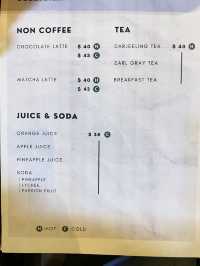 NON COFFEE
CHOCOLATE LATTE $ 40 H
$ 45 C
MATCHA LATTE $ 40 H
$ 45 C
TEA
DARJEELING TEA $ 40 H
EARL GRAY TEA
BREAKFAST TEA
JUICE & SODA
ORANGE JUICE $ 38 C
APPLE JUICE
PINEAPPLE JUICE
SODA
| PINEAPPLE
| LYCHEE
| PASSION FRUIT
H HOT C COLD